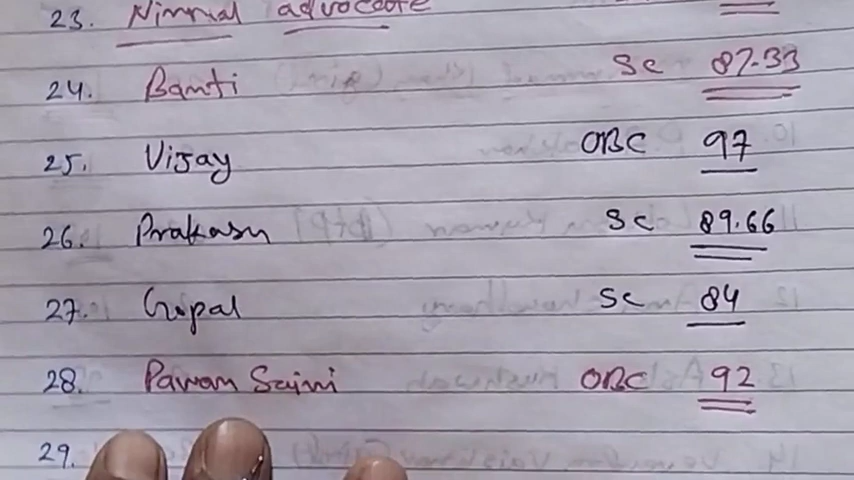 23. Nirmal advocate
24. Banti SC 87.33
25. Vijay OBC 97
26. Prakash SC 89.66
27. Gopal SC 84
28. Pawan Saini OBC 92
29.